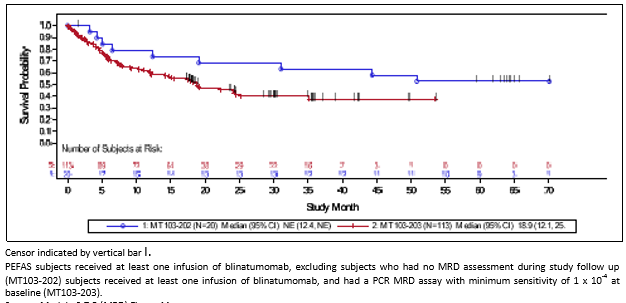 1.0
0.9
0.8
0.7
0.6
0.5
0.4
0.3
0.2
0.1
0.0
Survival Probability
Number of Subjects at Risk:
0 5 10 15 20 25 30 35 40 45 50 55 60 65 70
Study Month
1: MT103-202 (N=20) Median (95% CI) NE (12.4, NE) 2: MT103-203 (N=113) Median (95% CI) 18.9 (12.1, 25.
Censor indicated by vertical bar l.
PEFAS subjects received at least one infusion of blinatumomab, excluding subjects who had no MRD assessment during study follow up
(MT103-202) subjects received at least one infusion of blinatumomab, and had a PCR MRD assay with minimum sensitivity of 1 x 10⁻⁴ at
baseline (MT103-203).